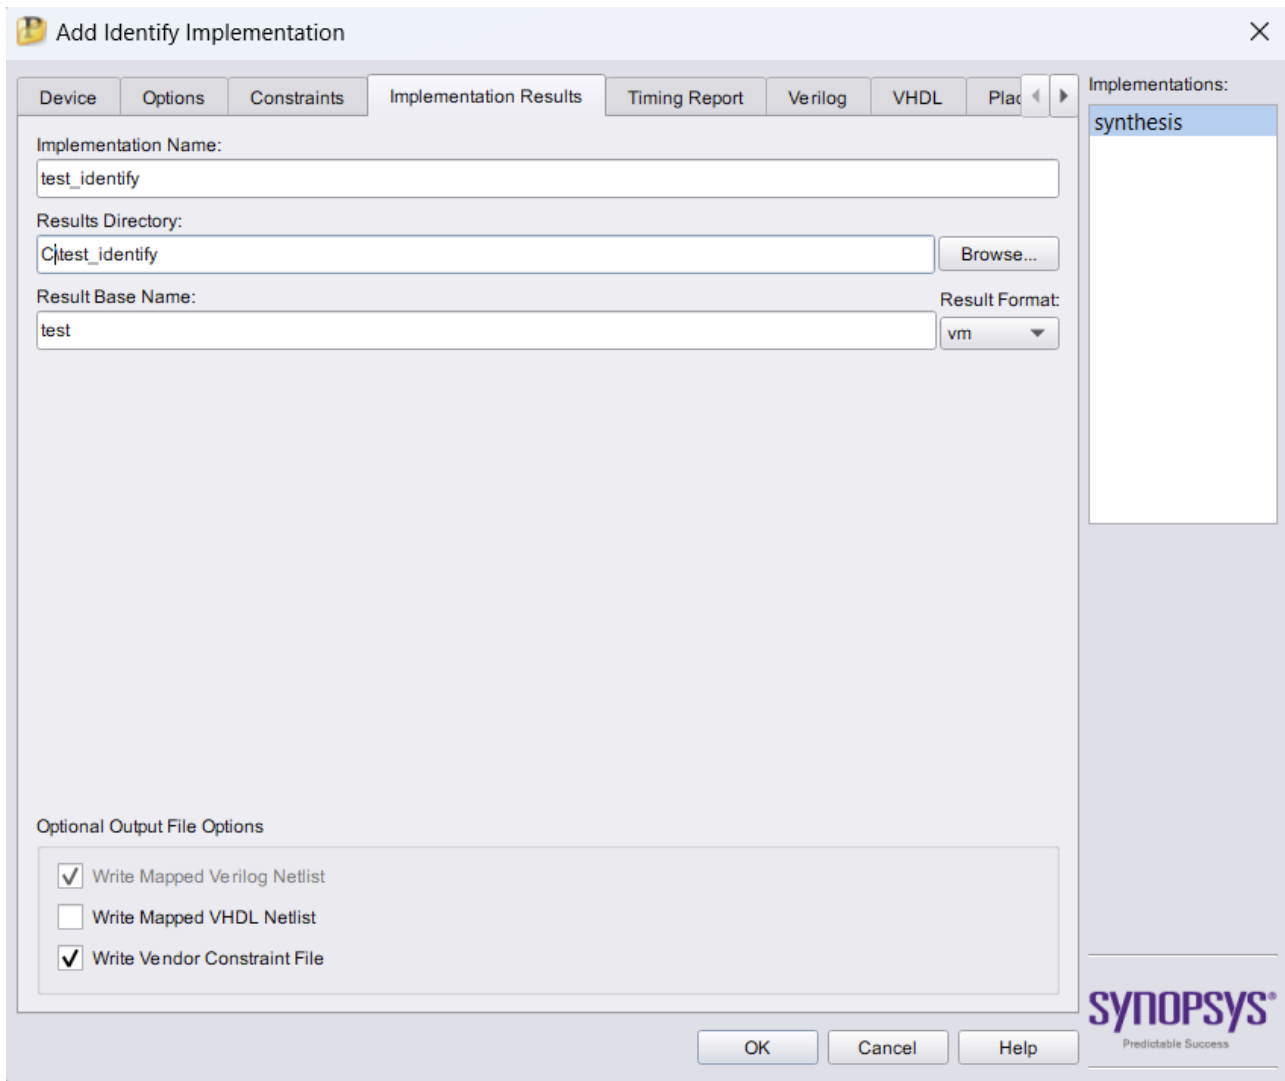 Add Identify Implementation
Device Options Constraints Implementation Results Timing Report Verilog VHDL Plac
Implementations:
synthesis
Implementation Name:
test_identify
Results Directory:
C\test_identify
Browse...
Result Base Name:
Result Format:
test
vm
Optional Output File Options
Write Mapped Verilog Netlist
Write Mapped VHDL Netlist
Write Vendor Constraint File
OK Cancel Help
SYNOPSYS®
Predictable Success